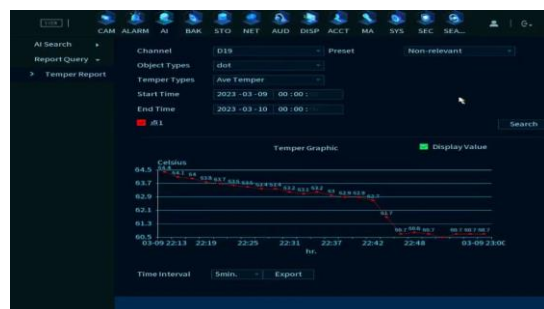 CAM ALARM AI BAK STO NET AUD DISP ACCT MA SYS SEC SEA...
AI Search
Report Query
> Temper Report
Channel D19 Preset Non-relevant
Object Types dot
Temper Types Ave Temper
Start Time 2023 -03 -09 00 : 00 :
End Time 2023 -03 -10 00 : 00 :
点1
Search
Temper Graphic Display Value
Celsius
64.5
63.7
62.9
62.1
61.3
60.5
03-09 22:13 22:19 22:25 22:31 22:37 22:42 22:48 03-09 23:00
hr.
Time Interval 5min. Export